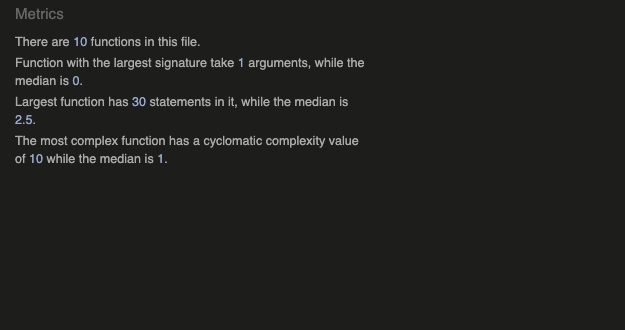 Metrics
There are 10 functions in this file.
Function with the largest signature take 1 arguments, while the
median is 0.
Largest function has 30 statements in it, while the median is
2.5.
The most complex function has a cyclomatic complexity value
of 10 while the median is 1.